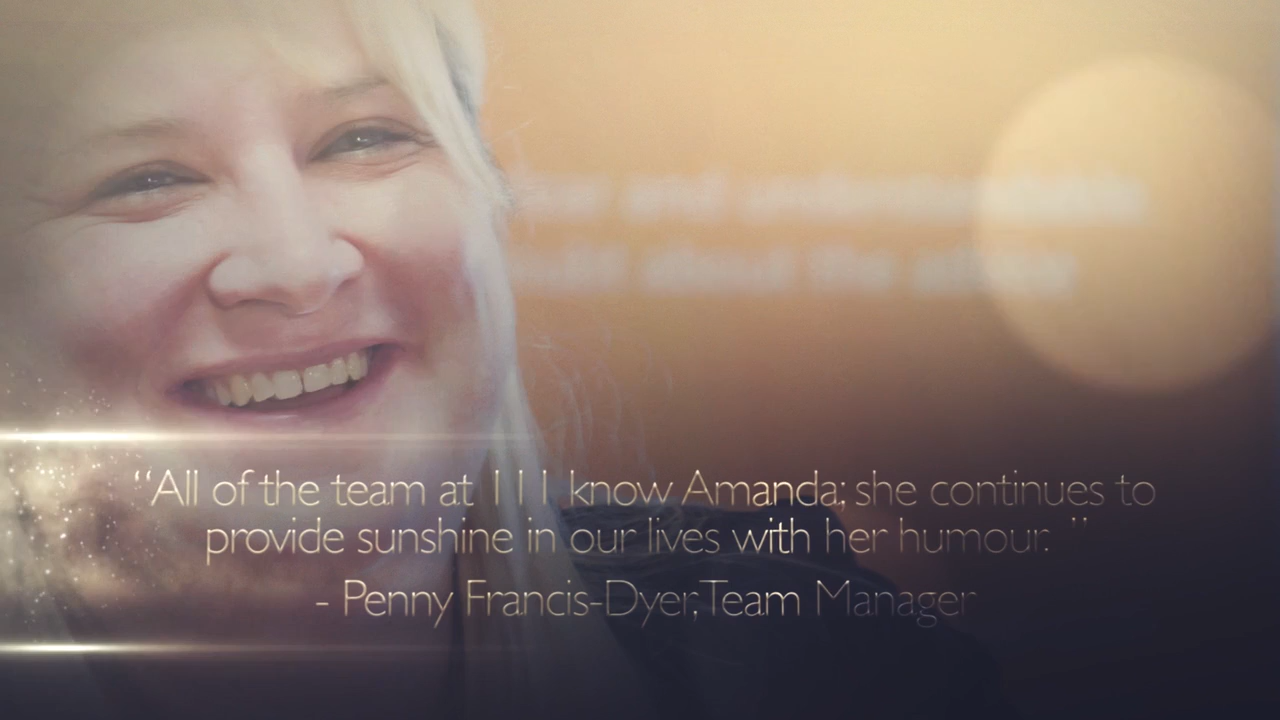 “All of the team at 111 know Amanda; she continues to
provide sunshine in our lives with her humour. ”
- Penny Francis-Dyer, Team Manager